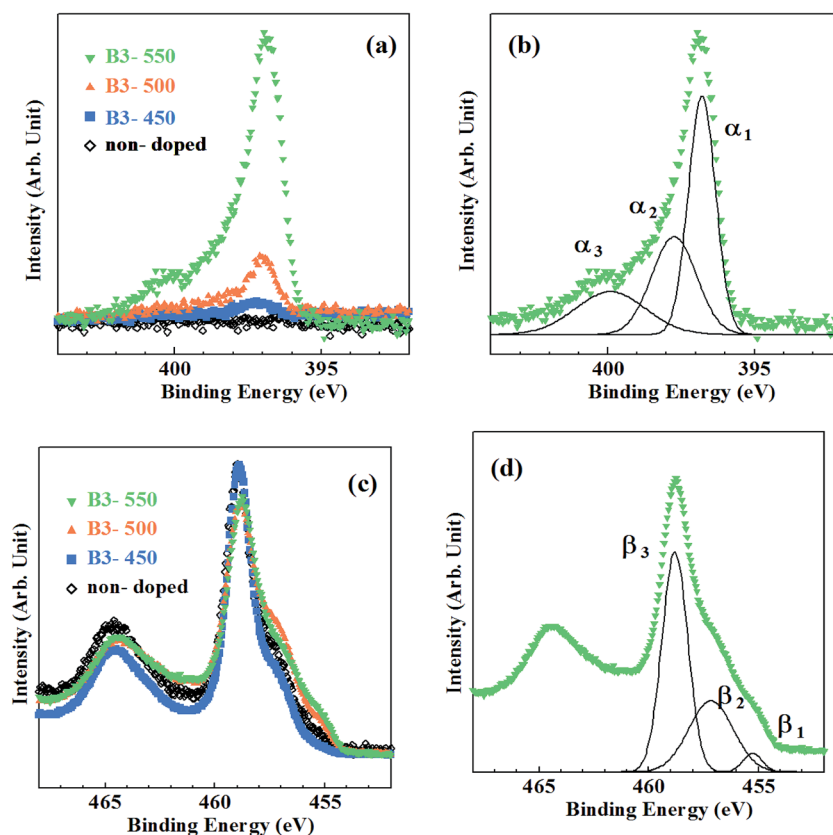 (a)
B3- 550
B3- 500
B3- 450
non- doped
Intensity (Arb. Unit)
400
395
Binding Energy (eV)
(b)
α1
α2
α3
Intensity (Arb. Unit)
400
395
Binding Energy (eV)
(c)
B3- 550
B3- 500
B3- 450
non- doped
Intensity (Arb. Unit)
465
460
455
Binding Energy (eV)
(d)
β3
β2
β1
Intensity (Arb. Unit)
465
460
455
Binding Energy (eV)